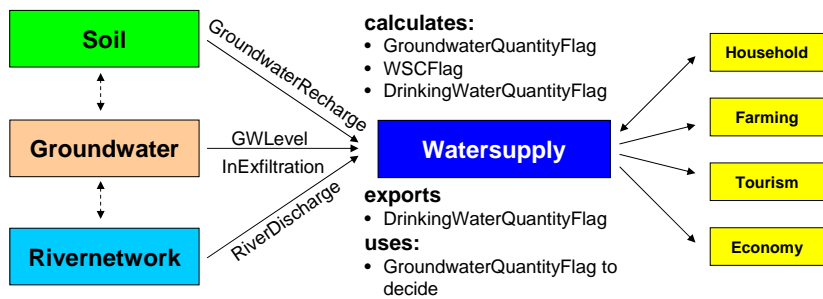 Soil
Groundwater
Rivernetwork
GroundwaterRecharge
GWLevel
InExfiltration
RiverDischarge
calculates:
• GroundwaterQuantityFlag
• WSCFlag
• DrinkingWaterQuantityFlag
Watersupply
exports
• DrinkingWaterQuantityFlag
uses:
• GroundwaterQuantityFlag to
decide
Household
Farming
Tourism
Economy